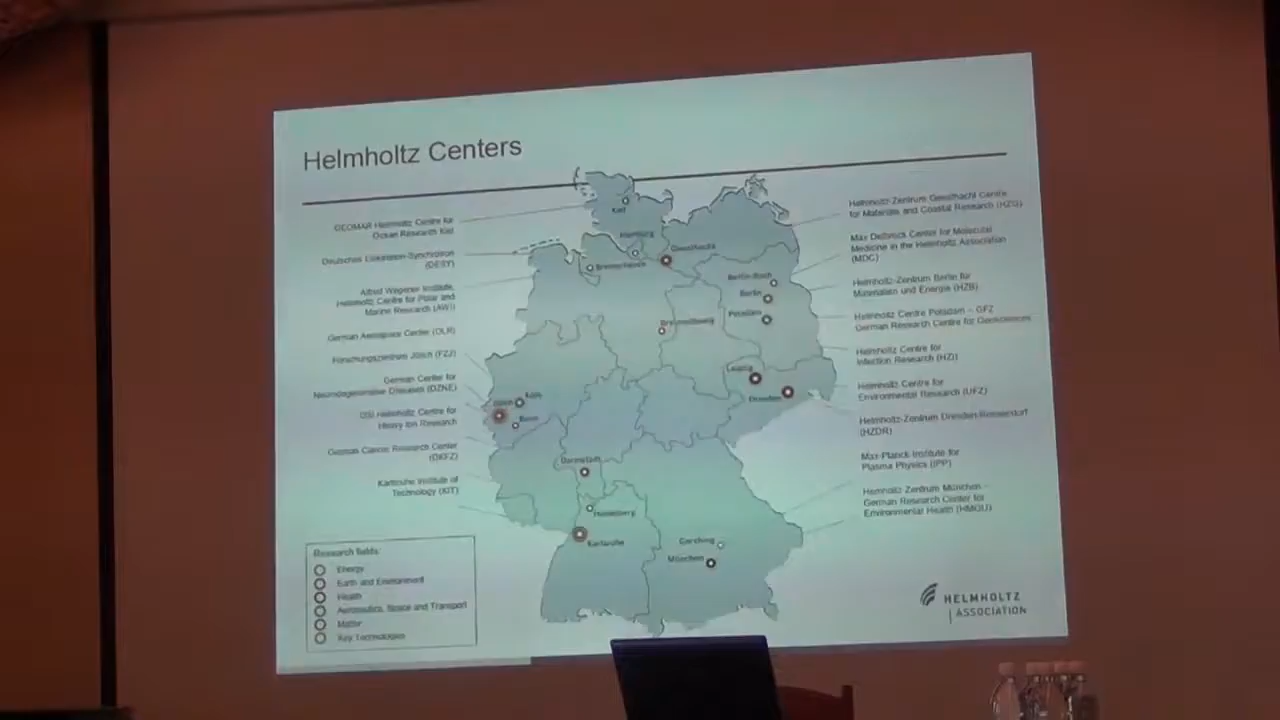 Helmholtz Centers
GEOMAR Helmholtz Centre for
Ocean Research Kiel
Deutsches Elektronen-Synchrotron
(DESY)
Alfred Wegener Institute,
Helmholtz Centre for Polar and
Marine Research (AWI)
German Aerospace Center (DLR)
Forschungszentrum Jülich (FZJ)
German Center for
Neurodegenerative Diseases (DZNE)
GSI Helmholtz Centre for
Heavy Ion Research
German Cancer Research Center
(DKFZ)
Karlsruhe Institute of
Technology (KIT)
Kiel
Hamburg
Geesthacht
Bremerhaven
Berlin-Buch
Berlin
Potsdam
Braunschweig
Leipzig
Dresden
Köln
Jülich
Bonn
Darmstadt
Heidelberg
Karlsruhe
Garching
München
Helmholtz-Zentrum Geesthacht Centre
for Materials and Coastal Research (HZG)
Max Delbrück Center for Molecular
Medicine in the Helmholtz Association
(MDC)
Helmholtz-Zentrum Berlin für
Materialien und Energie (HZB)
Helmholtz Centre Potsdam – GFZ
German Research Centre for Geosciences
Helmholtz Centre for
Infection Research (HZI)
Helmholtz Centre for
Environmental Research (UFZ)
Helmholtz-Zentrum Dresden-Rossendorf
(HZDR)
Max-Planck Institute for
Plasma Physics (IPP)
Helmholtz Zentrum München –
German Research Center for
Environmental Health (HMGU)
Research fields:
Energy
Earth and Environment
Health
Aeronautics, Space and Transport
Matter
Key Technologies
HELMHOLTZ
ASSOCIATION